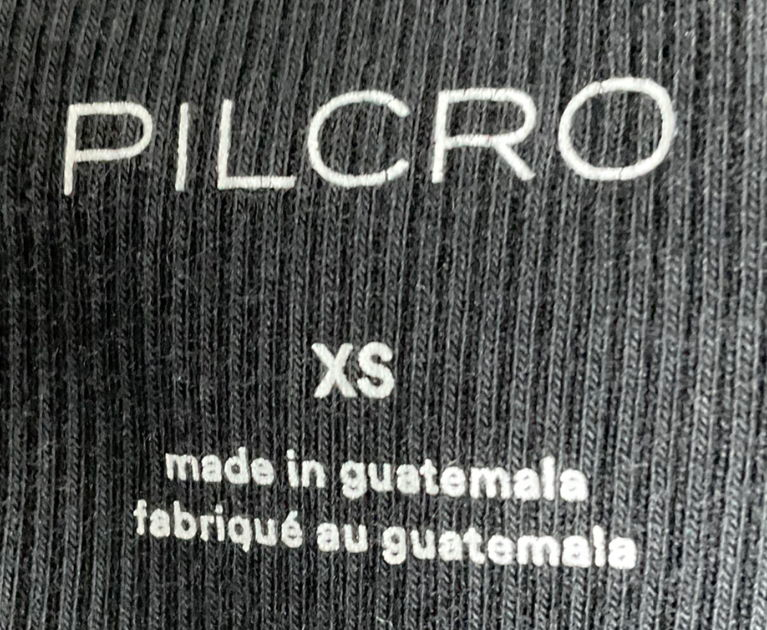 PILCRO
XS
made in guatemala
fabriqué au guatemala